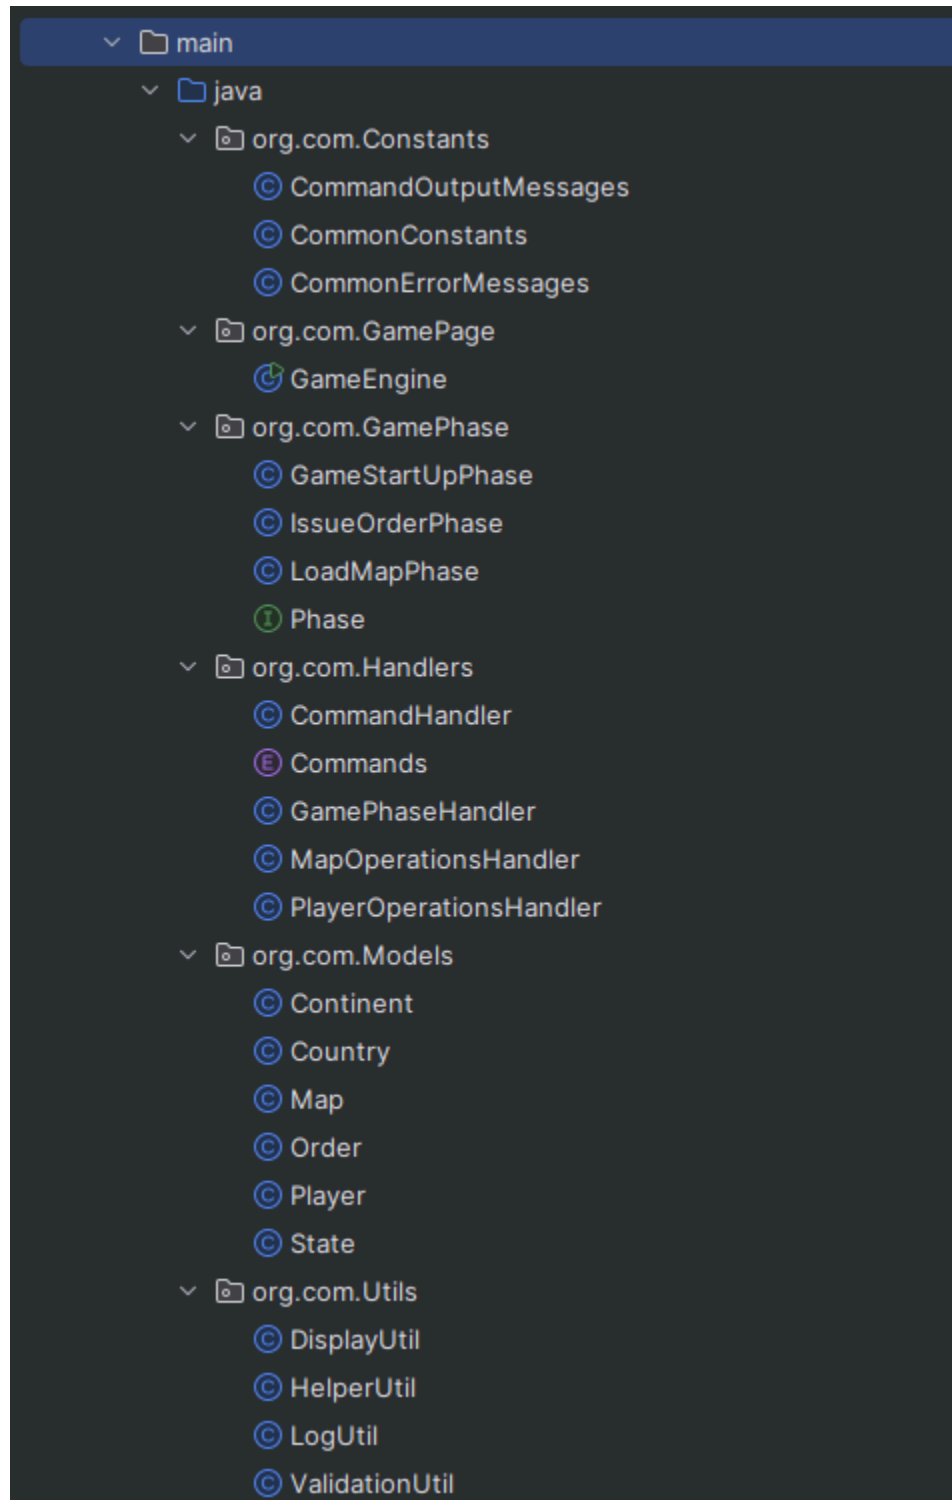 main
java
org.com.Constants
CommandOutputMessages
CommonConstants
CommonErrorMessages
org.com.GamePage
GameEngine
org.com.GamePhase
GameStartUpPhase
IssueOrderPhase
LoadMapPhase
Phase
org.com.Handlers
CommandHandler
Commands
GamePhaseHandler
MapOperationsHandler
PlayerOperationsHandler
org.com.Models
Continent
Country
Map
Order
Player
State
org.com.Utils
DisplayUtil
HelperUtil
LogUtil
ValidationUtil